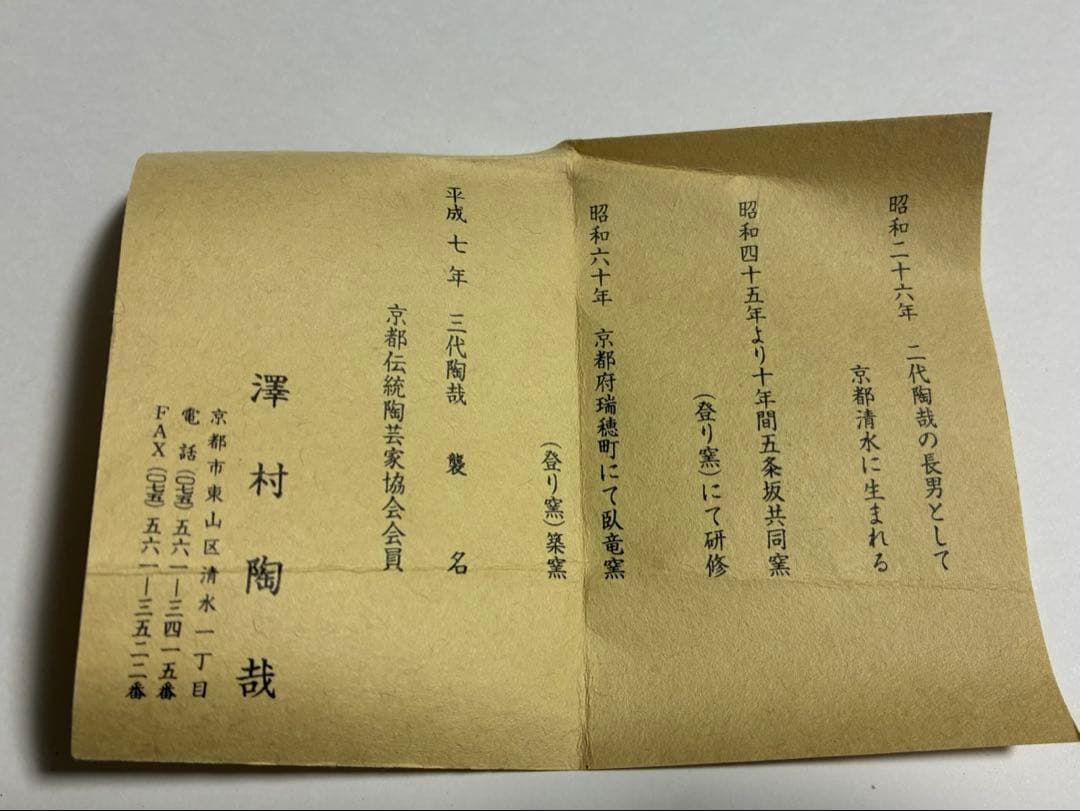 昭和二十六年 二代陶哉の長男として
京都清水に生まれる
昭和四十五年より十年間五条坂共同窯
(登り窯)にて研修
昭和六十年 京都府瑞穂町にて臥竜窯
(登り窯)築窯
平成七年 三代陶哉 襲名
京都伝統陶芸家協会会員
澤村陶哉
京都市東山区清水一丁目
電話(〇七五)五六一―三四一五番
FAX(〇七五)五六一―三五二二番